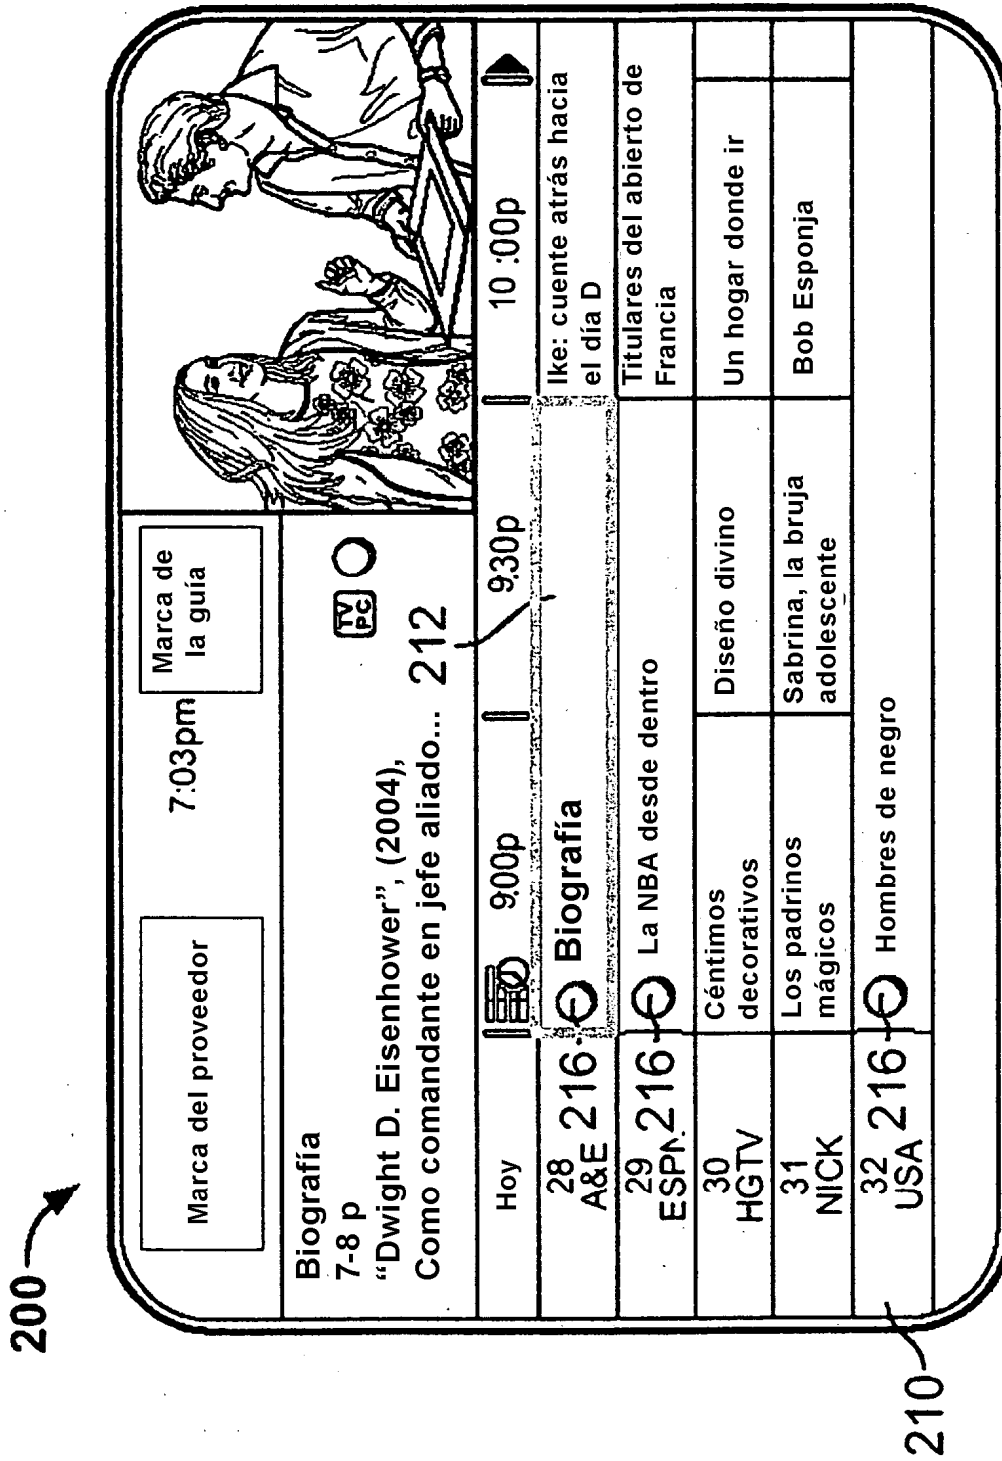 200
Marca del proveedor
7:03pm
Marca de
la guía
Biografía
7-8 p
“Dwight D. Eisenhower”, (2004),
Como comandante en jefe aliado...
TV
PC
212
Hoy
9:00p
9:30p
10:00p
28
A&E
216
Biografía
Ike: cuente atrás hacia
el día D
29
ESPN
216
La NBA desde dentro
Titulares del abierto de
Francia
30
HGTV
Céntimos
decorativos
Diseño divino
Un hogar donde ir
31
NICK
Los padrinos
mágicos
Sabrina, la bruja
adolescente
Bob Esponja
32
USA
216
Hombres de negro
210